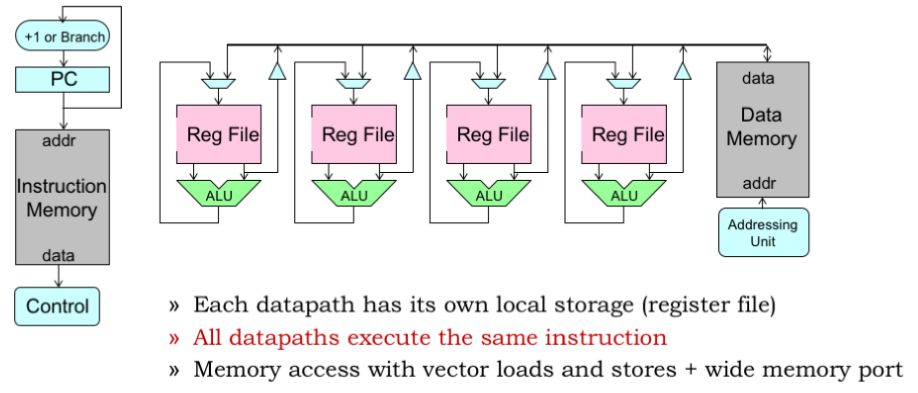 +1 or Branch
PC
addr
Instruction
Memory
data
Control
Reg File
ALU
Reg File
ALU
Reg File
ALU
Reg File
ALU
data
Data
Memory
addr
Addressing
Unit
» Each datapath has its own local storage (register file)
» All datapaths execute the same instruction
» Memory access with vector loads and stores + wide memory port